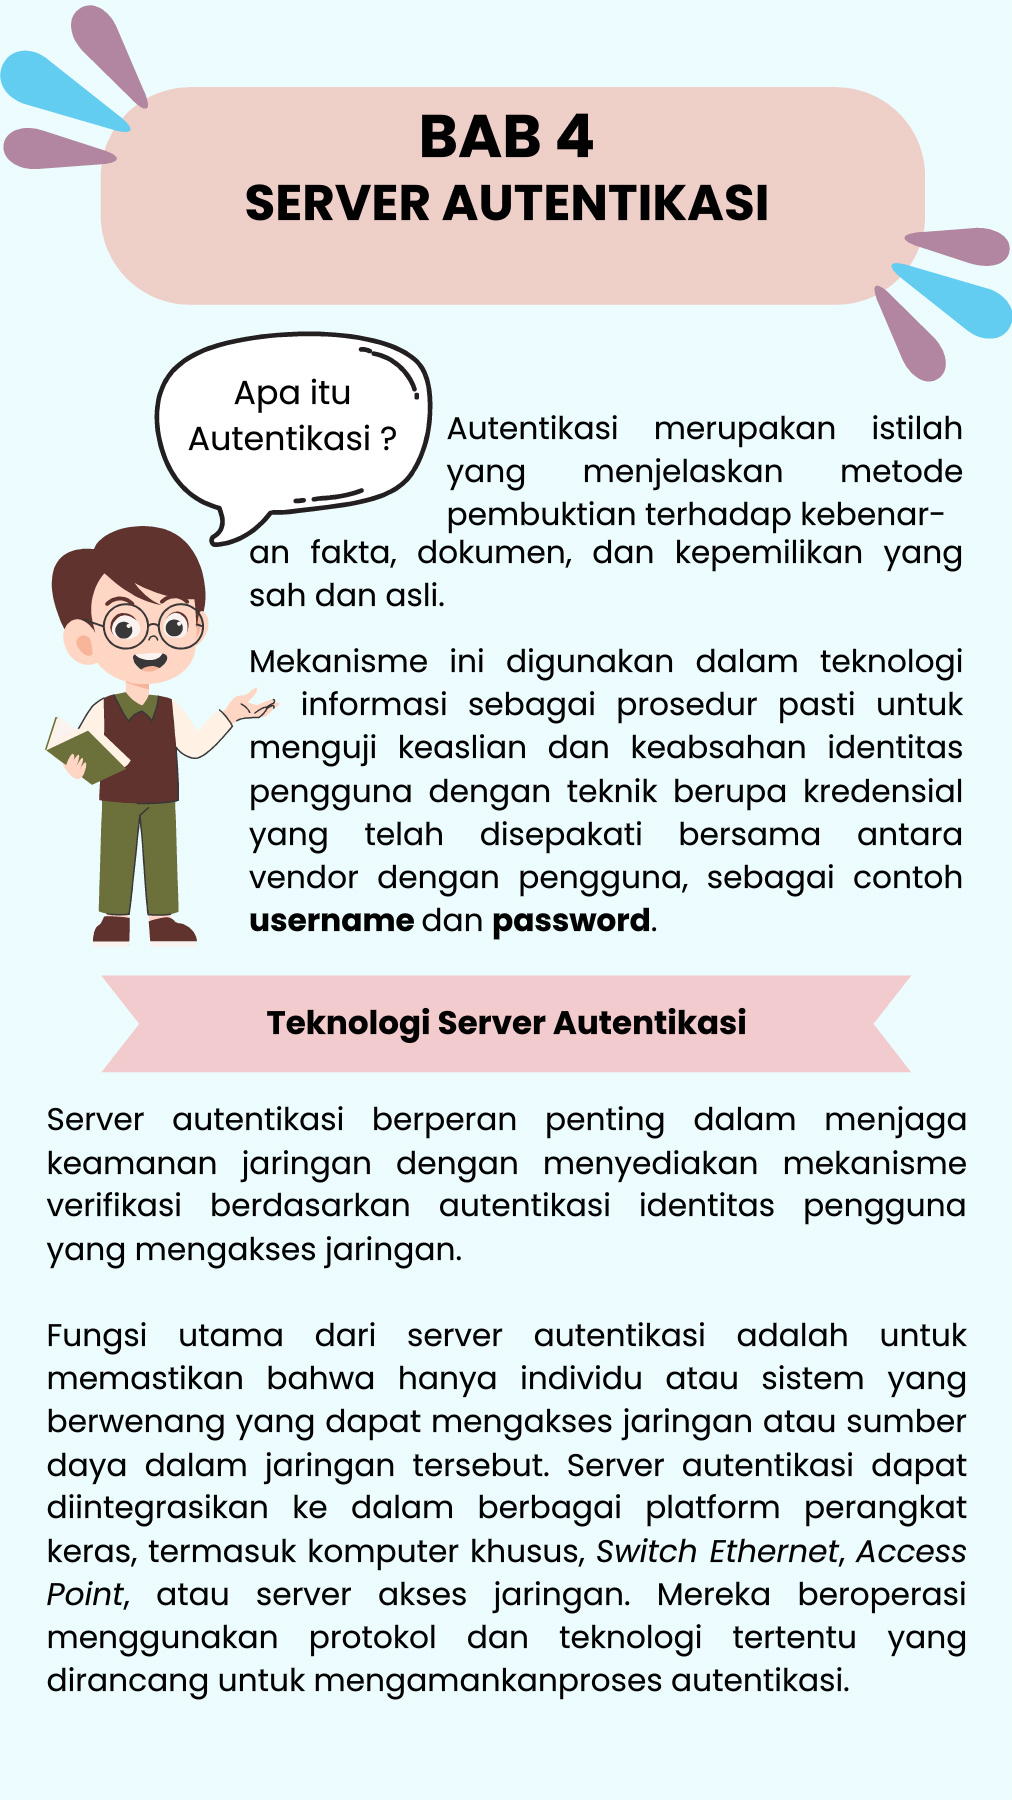 BAB 4
SERVER AUTENTIKASI
Apa itu
Autentikasi ?
Autentikasi merupakan istilah
yang menjelaskan metode
pembuktian terhadap kebenar-
an fakta, dokumen, dan kepemilikan yang
sah dan asli.
Mekanisme ini digunakan dalam teknologi
informasi sebagai prosedur pasti untuk
menguji keaslian dan keabsahan identitas
pengguna dengan teknik berupa kredensial
yang telah disepakati bersama antara
vendor dengan pengguna, sebagai contoh
username dan password.
Teknologi Server Autentikasi
Server autentikasi berperan penting dalam menjaga
keamanan jaringan dengan menyediakan mekanisme
verifikasi berdasarkan autentikasi identitas pengguna
yang mengakses jaringan.
Fungsi utama dari server autentikasi adalah untuk
memastikan bahwa hanya individu atau sistem yang
berwenang yang dapat mengakses jaringan atau sumber
daya dalam jaringan tersebut. Server autentikasi dapat
diintegrasikan ke dalam berbagai platform perangkat
keras, termasuk komputer khusus, Switch Ethernet, Access
Point, atau server akses jaringan. Mereka beroperasi
menggunakan protokol dan teknologi tertentu yang
dirancang untuk mengamankanproses autentikasi.